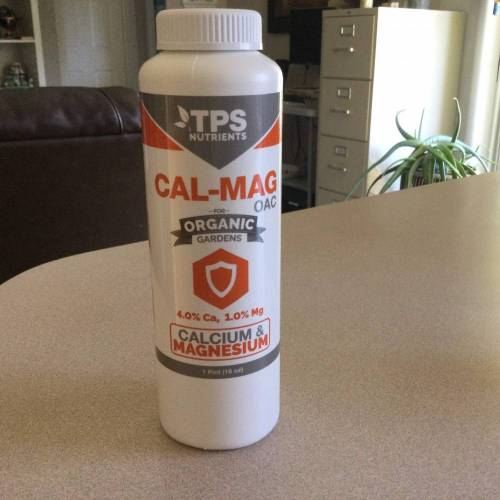 TPS
NUTRIENTS
CAL-MAG
OAC
- FOR -
ORGANIC
GARDENS
4.0% Ca, 1.0% Mg
CALCIUM &
MAGNESIUM
1 Pint (16 oz)